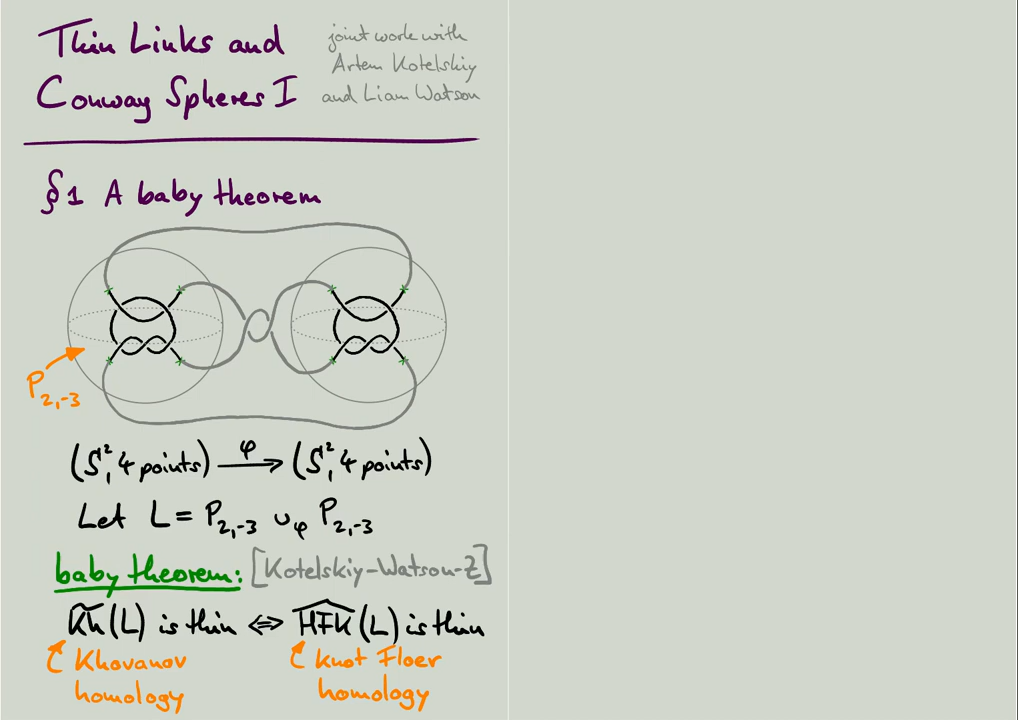 Thin Links and
Conway Spheres I
joint work with
Artem Kotelskiy
and Liam Watson
§1 A baby theorem
P₂,₋₃
(S², 4 points) —φ→ (S², 4 points)
Let L = P₂,₋₃ ∪_φ P₂,₋₃
baby theorem: [Kotelskiy-Watson-Z]
K̃h(L) is thin ⇔ \widehat{HFK}(L) is thin
Khovanov homology
knot Floer homology